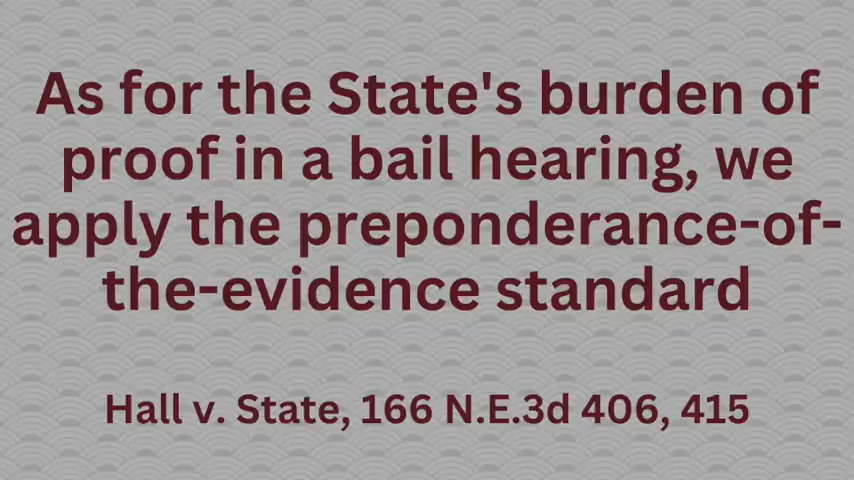 As for the State's burden of
proof in a bail hearing, we
apply the preponderance-of-
the-evidence standard
Hall v. State, 166 N.E.3d 406, 415